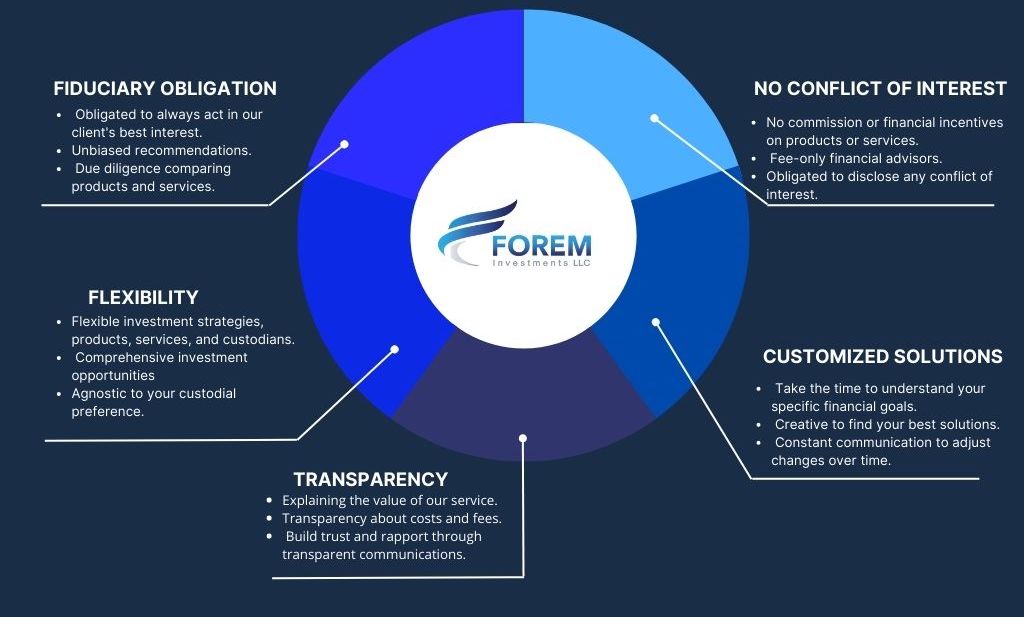 FIDUCIARY OBLIGATION
• Obligated to always act in our
client's best interest.
• Unbiased recommendations.
• Due diligence comparing
products and services.
NO CONFLICT OF INTEREST
• No commission or financial incentives
on products or services.
• Fee-only financial advisors.
• Obligated to disclose any conflict of
interest.
FOREM
Investments LLC
FLEXIBILITY
• Flexible investment strategies,
products, services, and custodians.
• Comprehensive investment
opportunities
• Agnostic to your custodial
preference.
CUSTOMIZED SOLUTIONS
• Take the time to understand your
specific financial goals.
• Creative to find your best solutions.
• Constant communication to adjust
changes over time.
TRANSPARENCY
• Explaining the value of our service.
• Transparency about costs and fees.
• Build trust and rapport through
transparent communications.